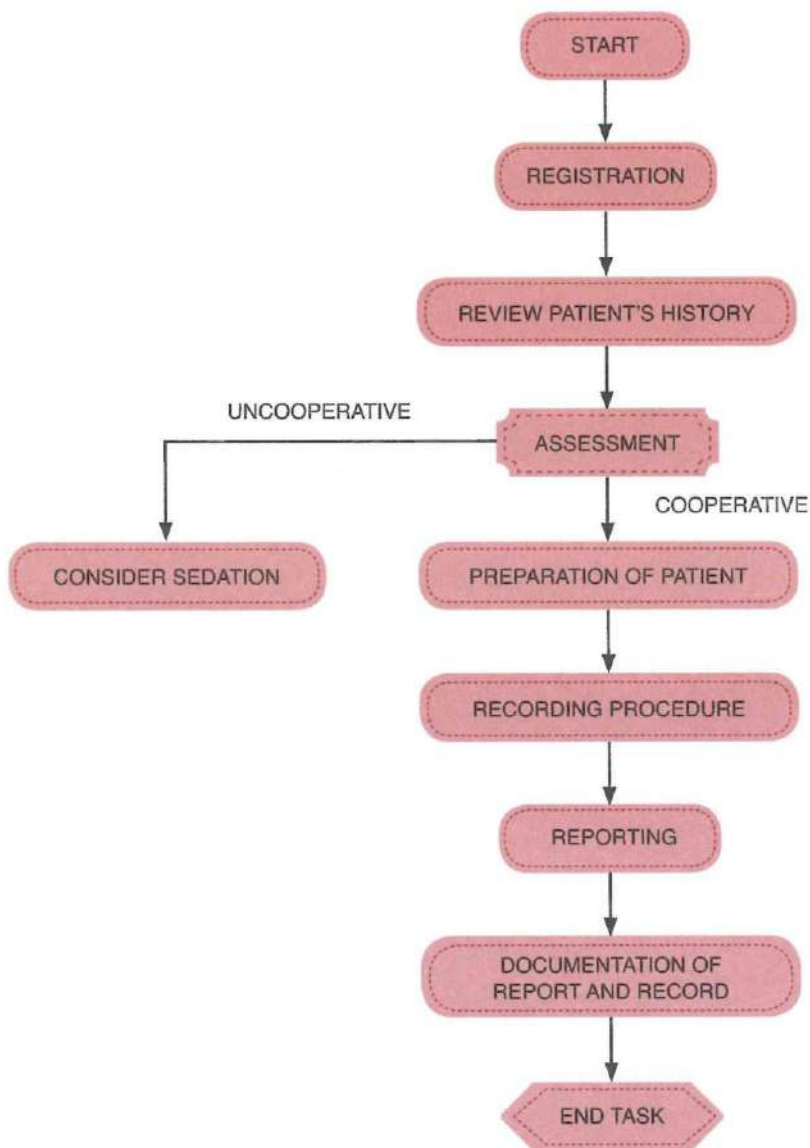 START
REGISTRATION
REVIEW PATIENT'S HISTORY
UNCOOPERATIVE
ASSESSMENT
COOPERATIVE
CONSIDER SEDATION
PREPARATION OF PATIENT
RECORDING PROCEDURE
REPORTING
DOCUMENTATION OF
REPORT AND RECORD
END TASK